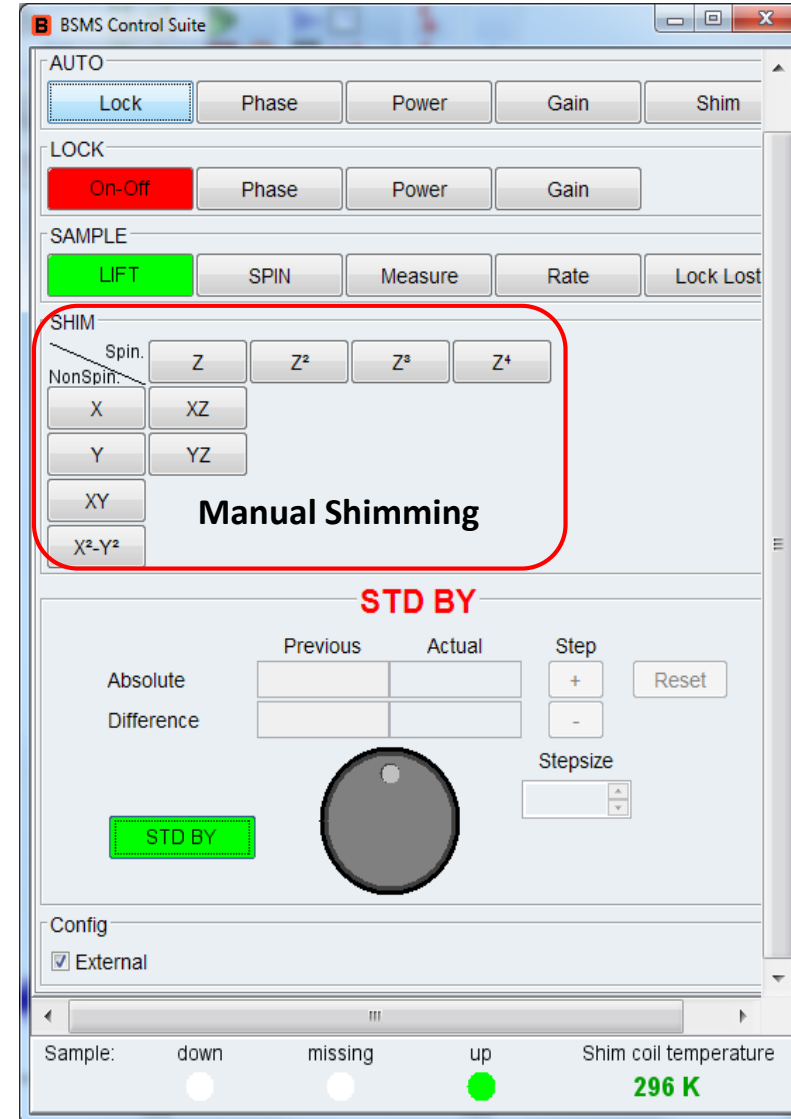 B BSMS Control Suite
AUTO
Lock Phase Power Gain Shim
LOCK
On-Off Phase Power Gain
SAMPLE
LIFT SPIN Measure Rate Lock Lost
SHIM
Spin.
NonSpin. Z Z² Z³ Z⁴
X XZ
Y YZ
XY
Manual Shimming
X²-Y²
STD BY
Previous Actual Step
Absolute + Reset
Difference -
Stepsize
STD BY
Config
External
Sample: down missing up Shim coil temperature
296 K